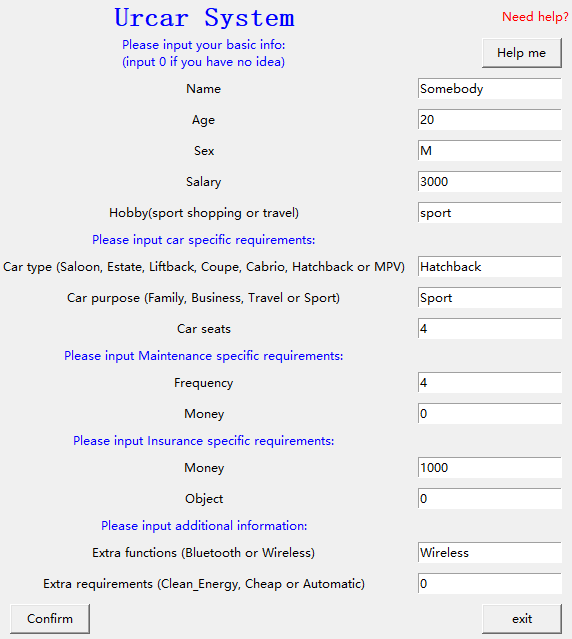 Urcar System
Need help?
Please input your basic info:
(input 0 if you have no idea)
Help me
Name Somebody
Age 20
Sex M
Salary 3000
Hobby(sport shopping or travel) sport
Please input car specific requirements:
Car type (Saloon, Estate, Liftback, Coupe, Cabrio, Hatchback or MPV) Hatchback
Car purpose (Family, Business, Travel or Sport) Sport
Car seats 4
Please input Maintenance specific requirements:
Frequency 4
Money 0
Please input Insurance specific requirements:
Money 1000
Object 0
Please input additional information:
Extra functions (Bluetooth or Wireless) Wireless
Extra requirements (Clean_Energy, Cheap or Automatic) 0
Confirm exit